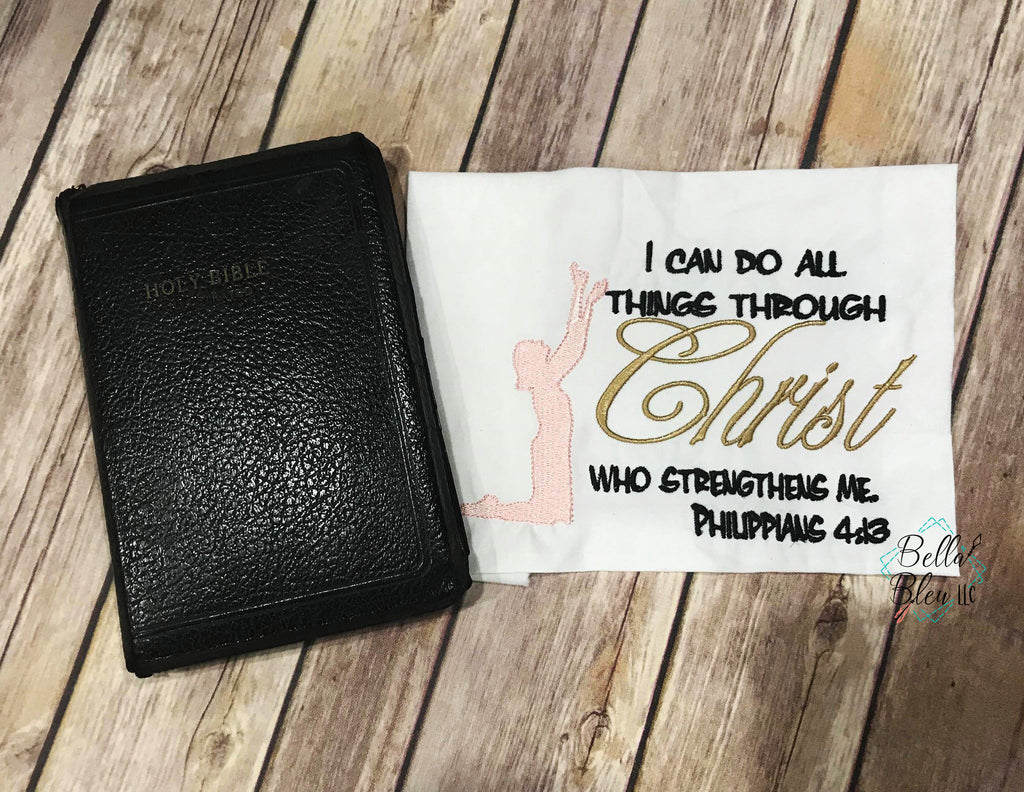 HOLY BIBLE
I CAN DO ALL
THINGS THROUGH
Christ
WHO STRENGTHENS ME.
PHILIPPIANS 4:13
Bella
Bleu LLC